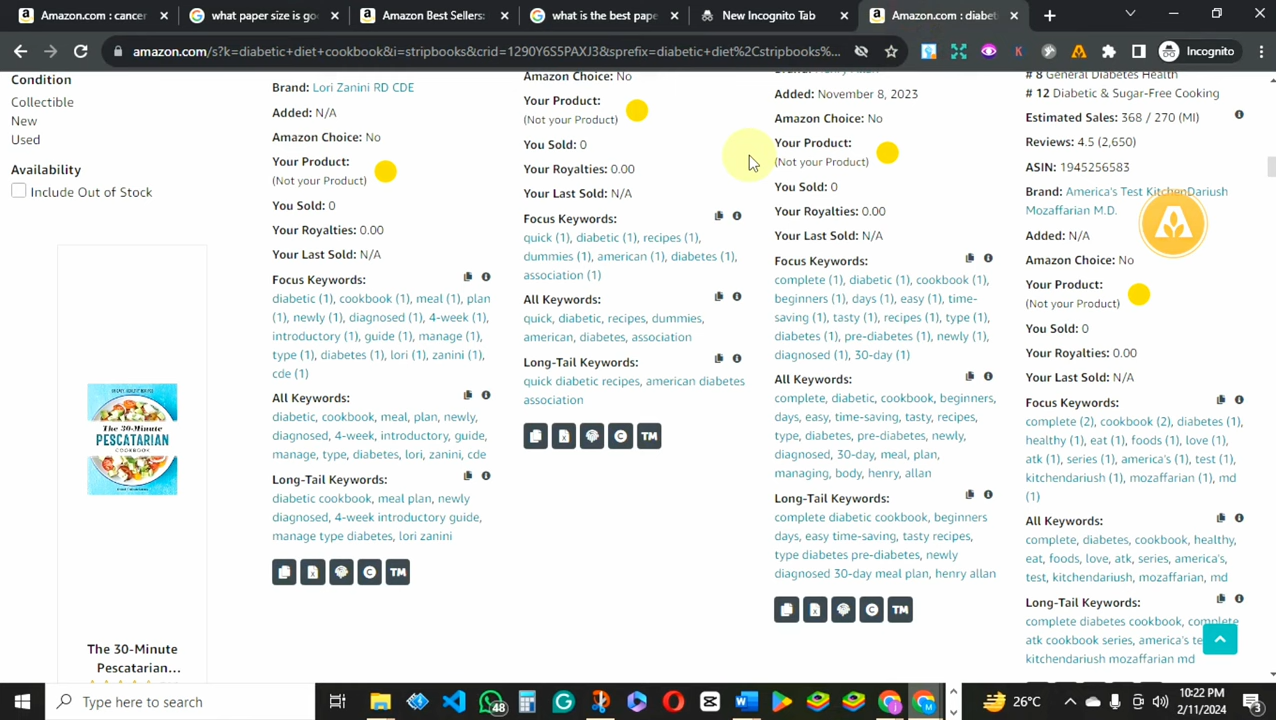 Amazon.com : cancer
what paper size is go
Amazon Best Sellers:
what is the best pape
New Incognito Tab
Amazon.com : diabeti
amazon.com/s?k=diabetic+diet+cookbook&i=stripbooks&crid=1290Y6S5PAXJ3&sprefix=diabetic+diet%2Cstripbooks%...
Incognito
Condition
Collectible
New
Used
Availability
Include Out of Stock
The 30-Minute
PESCATARIAN
COOKBOOK
The 30-Minute
Pescatarian...
Brand: Lori Zanini RD CDE
Added: N/A
Amazon Choice: No
Your Product:
(Not your Product)
You Sold: 0
Your Royalties: 0.00
Your Last Sold: N/A
Focus Keywords:
diabetic (1), cookbook (1), meal (1), plan
(1), newly (1), diagnosed (1), 4-week (1),
introductory (1), guide (1), manage (1),
type (1), diabetes (1), lori (1), zanini (1),
cde (1)
All Keywords:
diabetic, cookbook, meal, plan, newly,
diagnosed, 4-week, introductory, guide,
manage, type, diabetes, lori, zanini, cde
Long-Tail Keywords:
diabetic cookbook, meal plan, newly
diagnosed, 4-week introductory guide,
manage type diabetes, lori zanini
TM
Amazon Choice: No
Your Product:
(Not your Product)
You Sold: 0
Your Royalties: 0.00
Your Last Sold: N/A
Focus Keywords:
quick (1), diabetic (1), recipes (1),
dummies (1), american (1), diabetes (1),
association (1)
All Keywords:
quick, diabetic, recipes, dummies,
american, diabetes, association
Long-Tail Keywords:
quick diabetic recipes, american diabetes
association
TM
Added: November 8, 2023
Amazon Choice: No
Your Product:
(Not your Product)
You Sold: 0
Your Royalties: 0.00
Your Last Sold: N/A
Focus Keywords:
complete (1), diabetic (1), cookbook (1),
beginners (1), days (1), easy (1), time-
saving (1), tasty (1), recipes (1), type (1),
diabetes (1), pre-diabetes (1), newly (1),
diagnosed (1), 30-day (1)
All Keywords:
complete, diabetic, cookbook, beginners,
days, easy, time-saving, tasty, recipes,
type, diabetes, pre-diabetes, newly,
diagnosed, 30-day, meal, plan,
managing, body, henry, allan
Long-Tail Keywords:
complete diabetic cookbook, beginners
days, easy time-saving, tasty recipes,
type diabetes pre-diabetes, newly
diagnosed 30-day meal plan, henry allan
TM
# 8 General Diabetes Health
# 12 Diabetic & Sugar-Free Cooking
Estimated Sales: 368 / 270 (MI)
Reviews: 4.5 (2,650)
ASIN: 1945256583
Brand: America's Test KitchenDariush
Mozaffarian M.D.
Added: N/A
Amazon Choice: No
Your Product:
(Not your Product)
You Sold: 0
Your Royalties: 0.00
Your Last Sold: N/A
Focus Keywords:
complete (2), cookbook (2), diabetes (1),
healthy (1), eat (1), foods (1), love (1),
atk (1), series (1), america's (1), test (1),
kitchendariush (1), mozaffarian (1), md
(1)
All Keywords:
complete, diabetes, cookbook, healthy,
eat, foods, love, atk, series, america's,
test, kitchendariush, mozaffarian, md
Long-Tail Keywords:
complete diabetes cookbook, complete
atk cookbook series, america's te
kitchendariush mozaffarian md
Type here to search
48
26°C
10:22 PM
2/11/2024
3